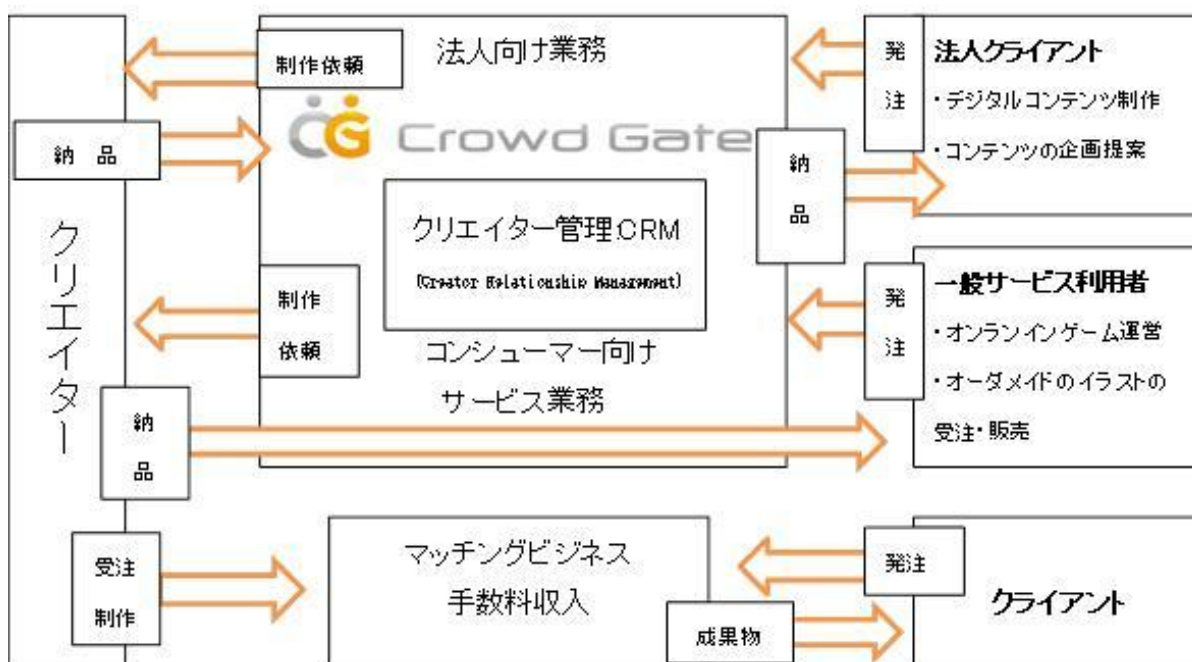 制作依頼
法人向け業務
発注
法人クライアント
・デジタルコンテンツ制作
・コンテンツの企画提案
納品
CG Crowd Gate
納品
クリエイター管理:CRM
(Creator Relationship Management)
クリエイター
制作
依頼
発注
一般サービス利用者
・オンラインゲーム運営
・オーダメイドのイラストの
受注・販売
コンシューマー向け
サービス業務
納品
受注
制作
マッチングビジネス
手数料収入
発注
クライアント
成果物